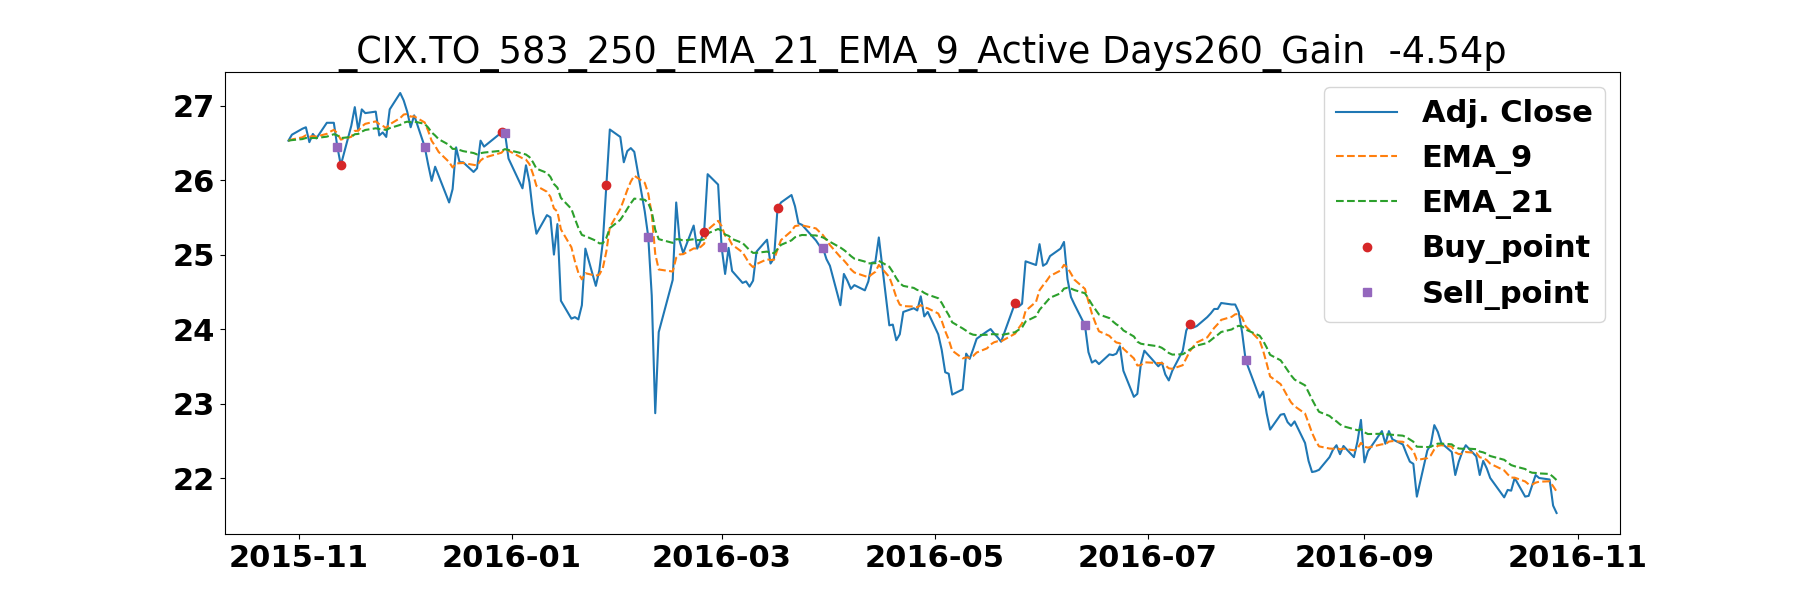 _CIX.TO_583_250_EMA_21_EMA_9_Active Days260_Gain  -4.54p
27
26
25
24
23
22
Adj. Close
EMA_9
EMA_21
Buy_point
Sell_point
2015-11
2016-01
2016-03
2016-05
2016-07
2016-09
2016-11